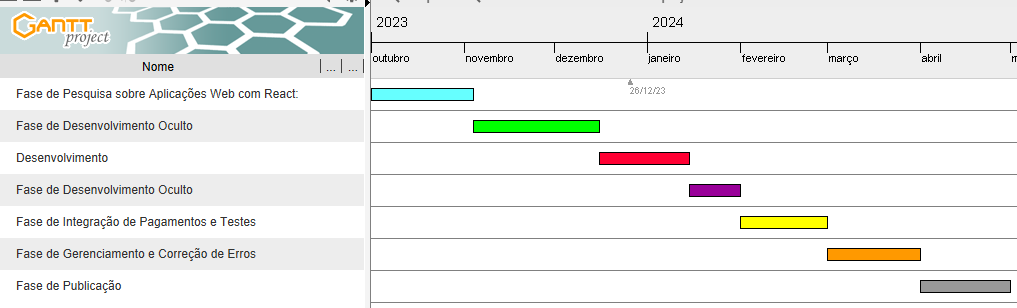 GANTT
project
2023
2024
Nome
...
...
outubro
novembro
dezembro
janeiro
fevereiro
março
abril
26/12/23
Fase de Pesquisa sobre Aplicações Web com React:
Fase de Desenvolvimento Oculto
Desenvolvimento
Fase de Desenvolvimento Oculto
Fase de Integração de Pagamentos e Testes
Fase de Gerenciamento e Correção de Erros
Fase de Publicação